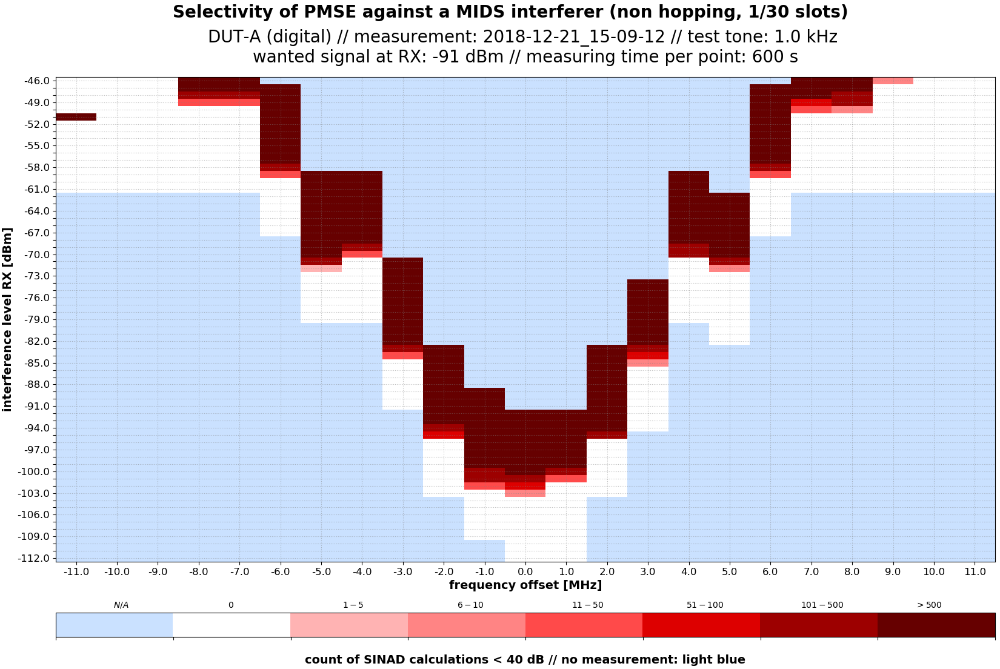 Selectivity of PMSE against a MIDS interferer (non hopping, 1/30 slots)
DUT-A (digital) // measurement: 2018-12-21_15-09-12 // test tone: 1.0 kHz
wanted signal at RX: -91 dBm // measuring time per point: 600 s
interference level RX [dBm]
-46.0
-49.0
-52.0
-55.0
-58.0
-61.0
-64.0
-67.0
-70.0
-73.0
-76.0
-79.0
-82.0
-85.0
-88.0
-91.0
-94.0
-97.0
-100.0
-103.0
-106.0
-109.0
-112.0
-11.0 -10.0 -9.0 -8.0 -7.0 -6.0 -5.0 -4.0 -3.0 -2.0 -1.0 0.0 1.0 2.0 3.0 4.0 5.0 6.0 7.0 8.0 9.0 10.0 11.0
frequency offset [MHz]
N/A 0 1−5 6−10 11−50 51−100 101−500 >500
count of SINAD calculations < 40 dB // no measurement: light blue